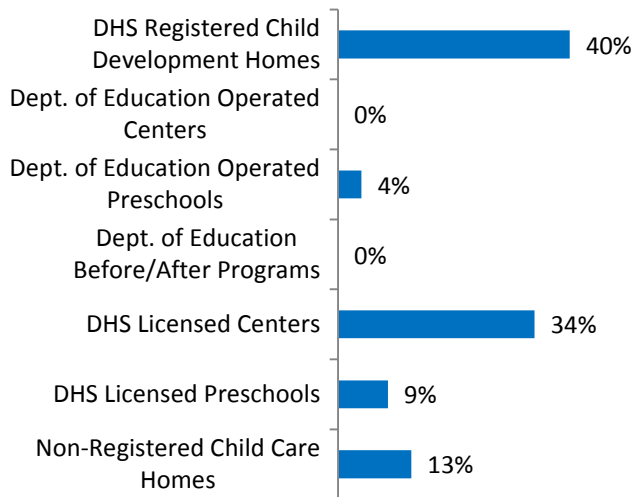 DHS Registered Child
Development Homes
40%
Dept. of Education Operated
Centers
0%
Dept. of Education Operated
Preschools
4%
Dept. of Education
Before/After Programs
0%
DHS Licensed Centers
34%
DHS Licensed Preschools
9%
Non-Registered Child Care
Homes
13%